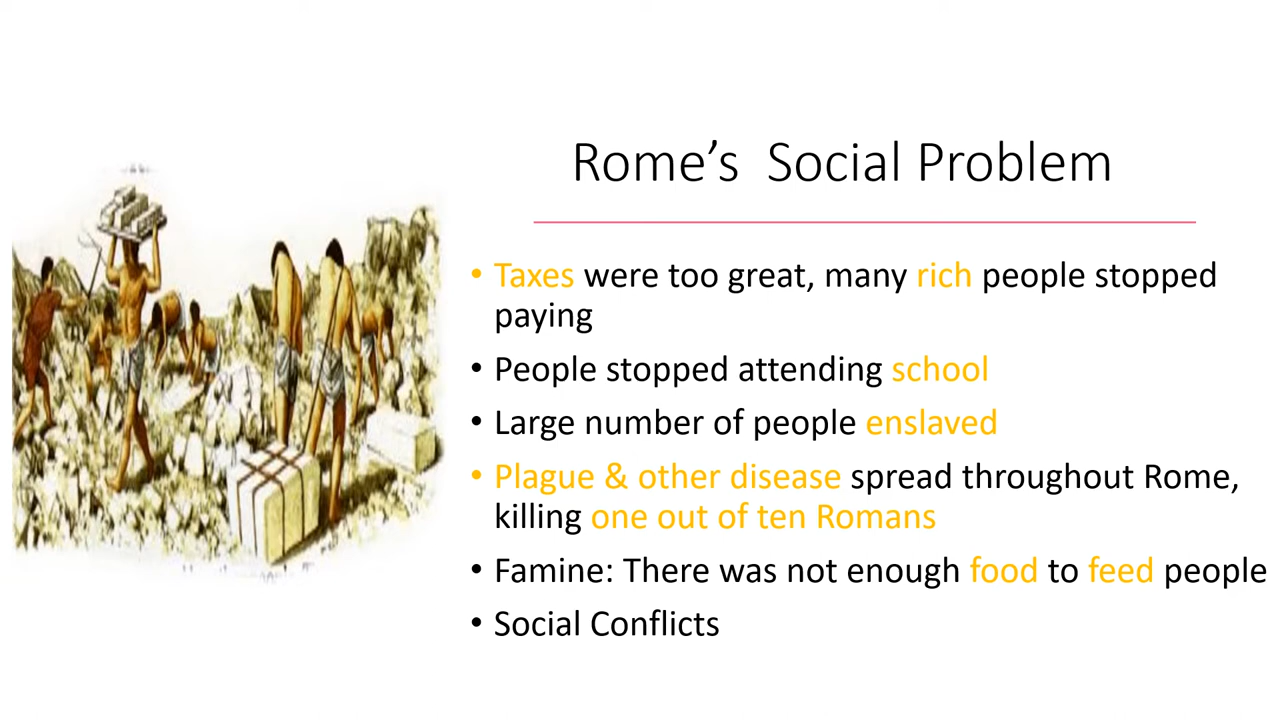 Rome's  Social Problem
• Taxes were too great, many rich people stopped
paying
• People stopped attending school
• Large number of people enslaved
• Plague & other disease spread throughout Rome,
killing one out of ten Romans
• Famine: There was not enough food to feed people
• Social Conflicts